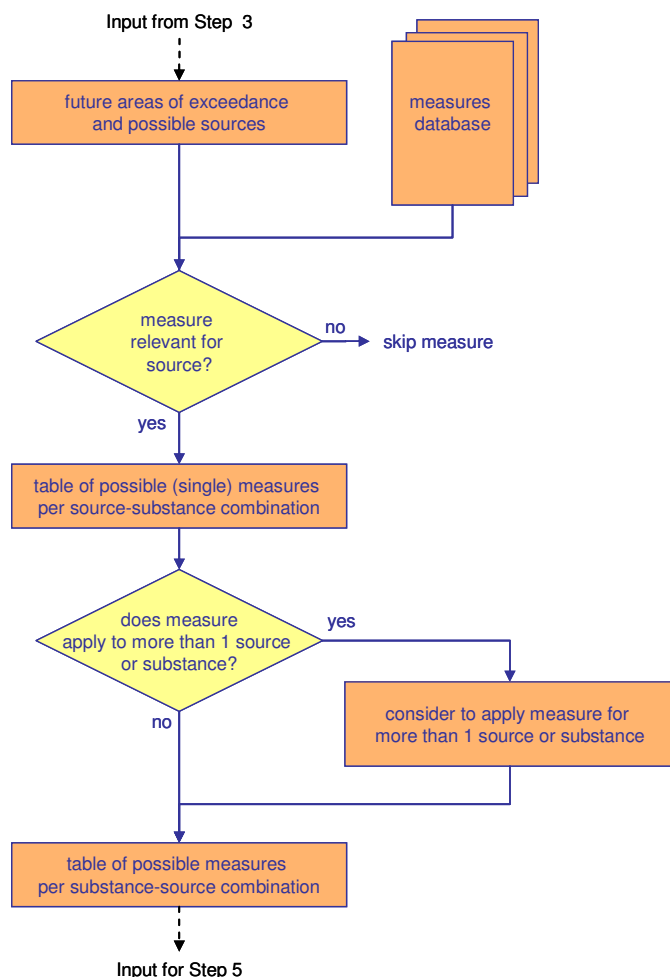 Input from Step 3
future areas of exceedance
and possible sources
measures
database
measure
relevant for
source?
no
skip measure
yes
table of possible (single) measures
per source-substance combination
does measure
apply to more than 1 source
or substance?
yes
consider to apply measure for
more than 1 source or substance
no
table of possible measures
per substance-source combination
Input for Step 5